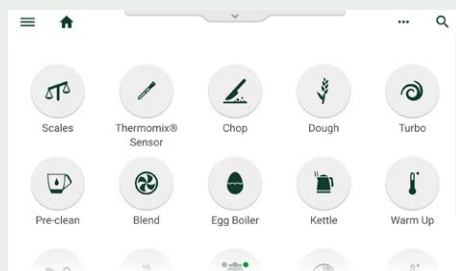 Scales
Thermomix®
Sensor
Chop
Dough
Turbo
Pre-clean
Blend
Egg Boiler
Kettle
Warm Up